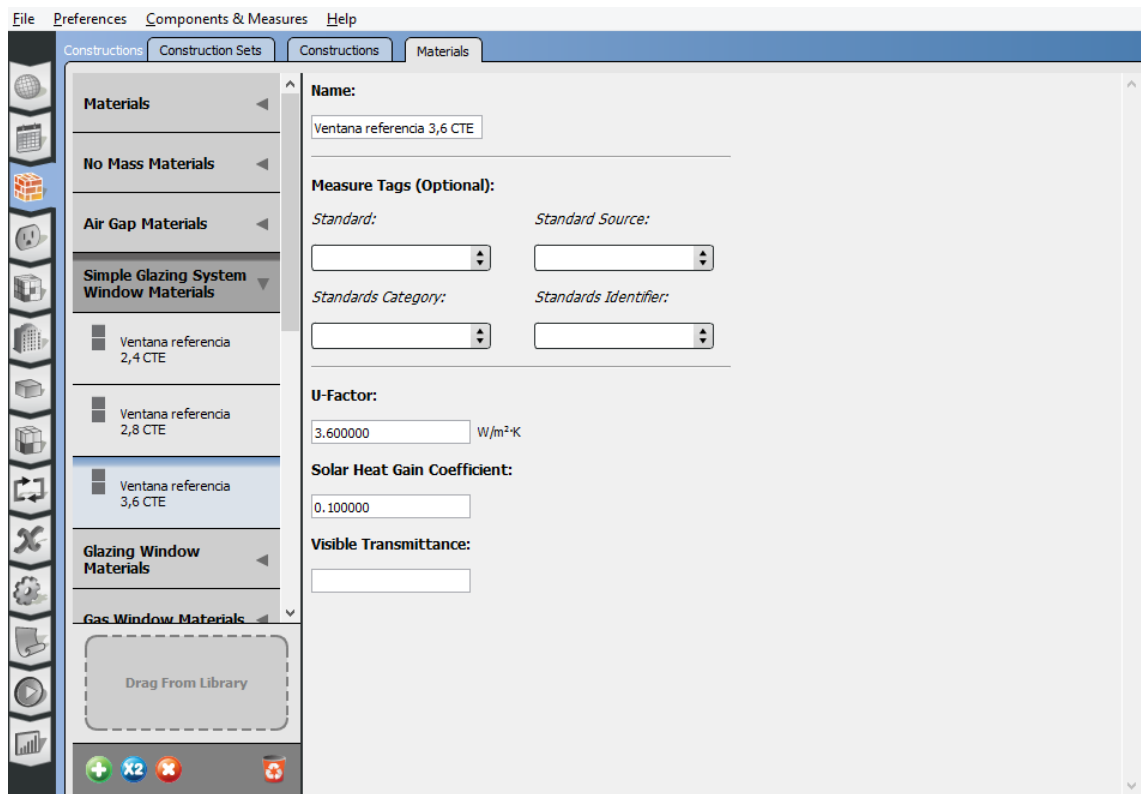 File Preferences Components & Measures Help
Constructions Construction Sets Constructions Materials
Materials
No Mass Materials
Air Gap Materials
Simple Glazing System
Window Materials
Ventana referencia
2,4 CTE
Ventana referencia
2,8 CTE
Ventana referencia
3,6 CTE
Glazing Window
Materials
Gas Window Materials
Drag From Library
X2
Name:
Ventana referencia 3,6 CTE
Measure Tags (Optional):
Standard: Standard Source:
Standards Category: Standards Identifier:
U-Factor:
3.600000 W/m²·K
Solar Heat Gain Coefficient:
0.100000
Visible Transmittance: